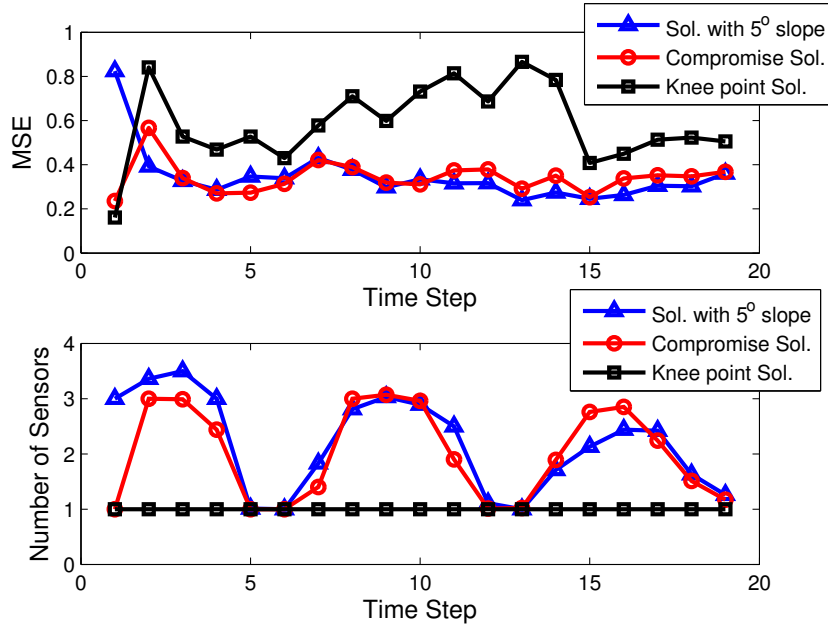 Sol. with 5° slope
Compromise Sol.
Knee point Sol.
1
0.8
0.6
0.4
0.2
0
MSE
0 5 10 15 20
Time Step
Sol. with 5° slope
Compromise Sol.
Knee point Sol.
4
3
2
1
0
Number of Sensors
0 5 10 15 20
Time Step